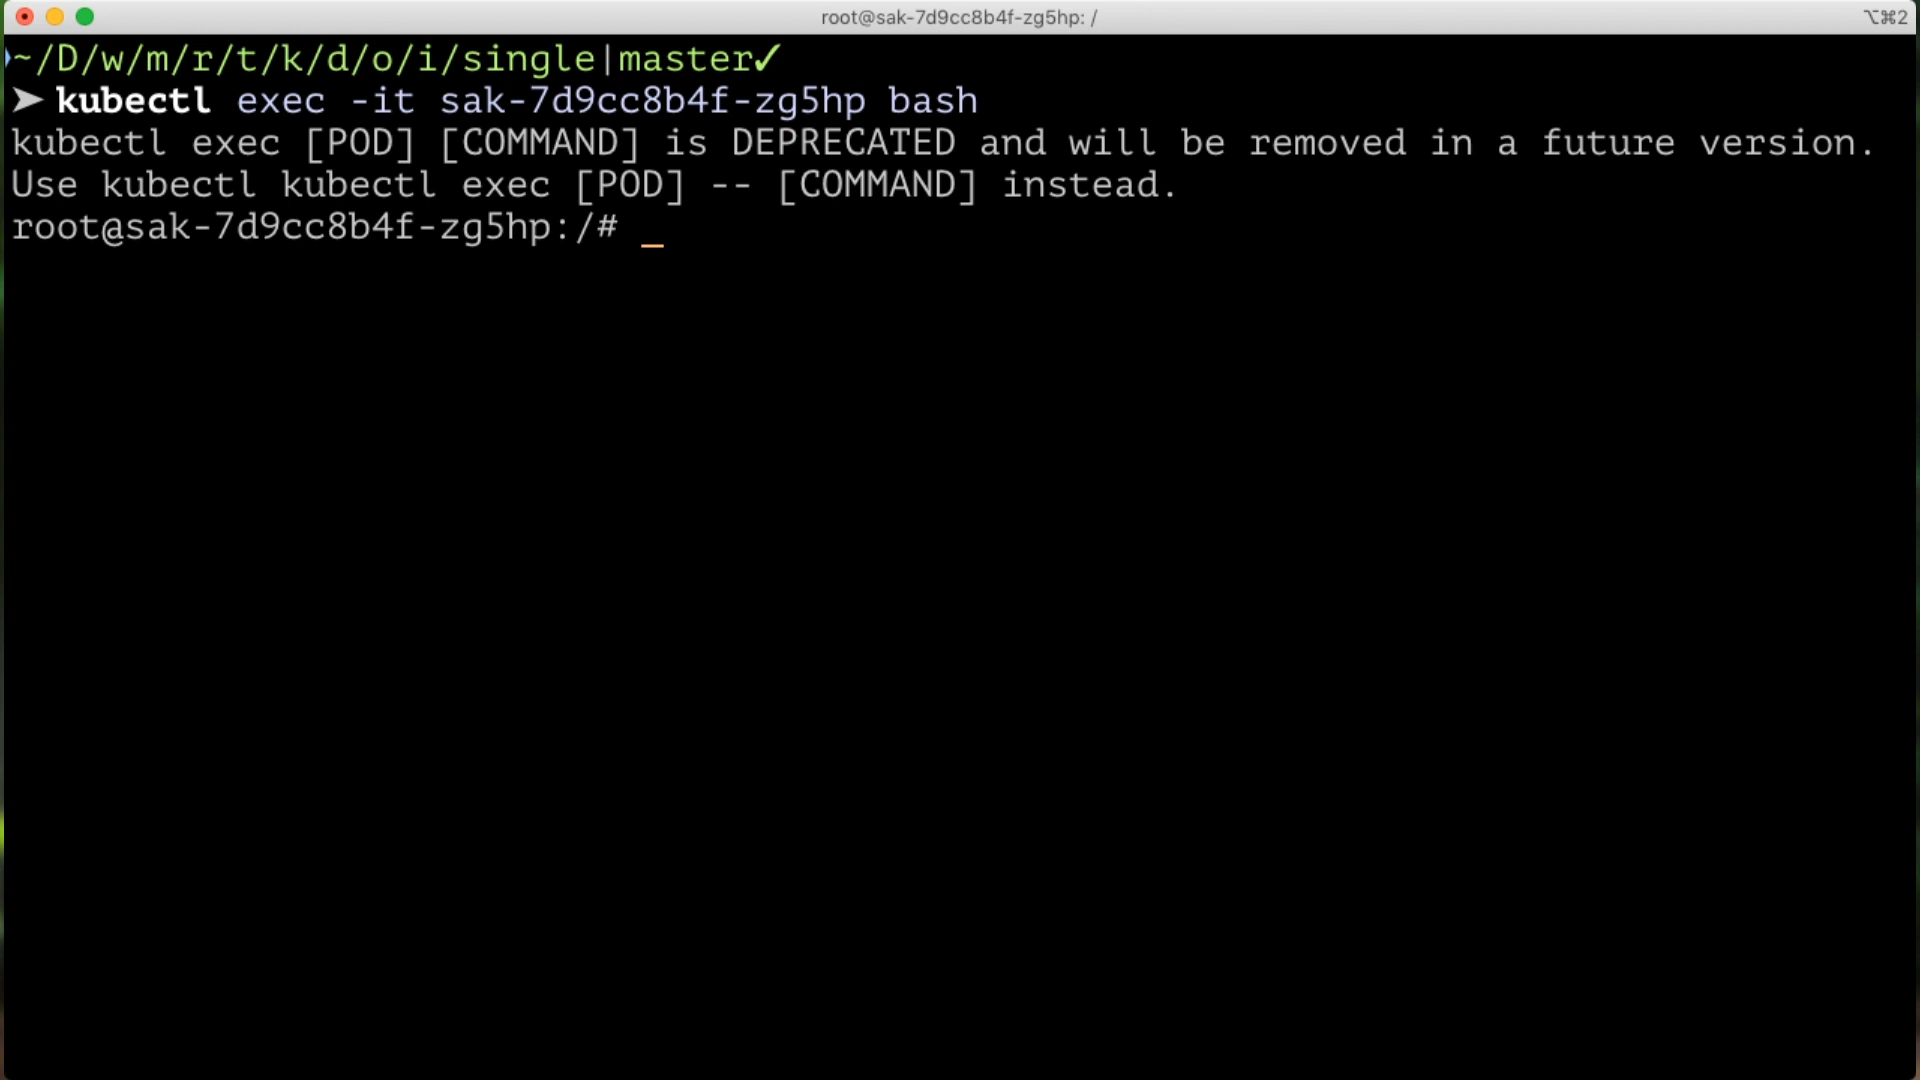 root@sak-7d9cc8b4f-zg5hp: /
⌥⌘2
~/D/w/m/r/t/k/d/o/i/single|master✓
➤ kubectl exec -it sak-7d9cc8b4f-zg5hp bash
kubectl exec [POD] [COMMAND] is DEPRECATED and will be removed in a future version.
Use kubectl kubectl exec [POD] -- [COMMAND] instead.
root@sak-7d9cc8b4f-zg5hp:/# _